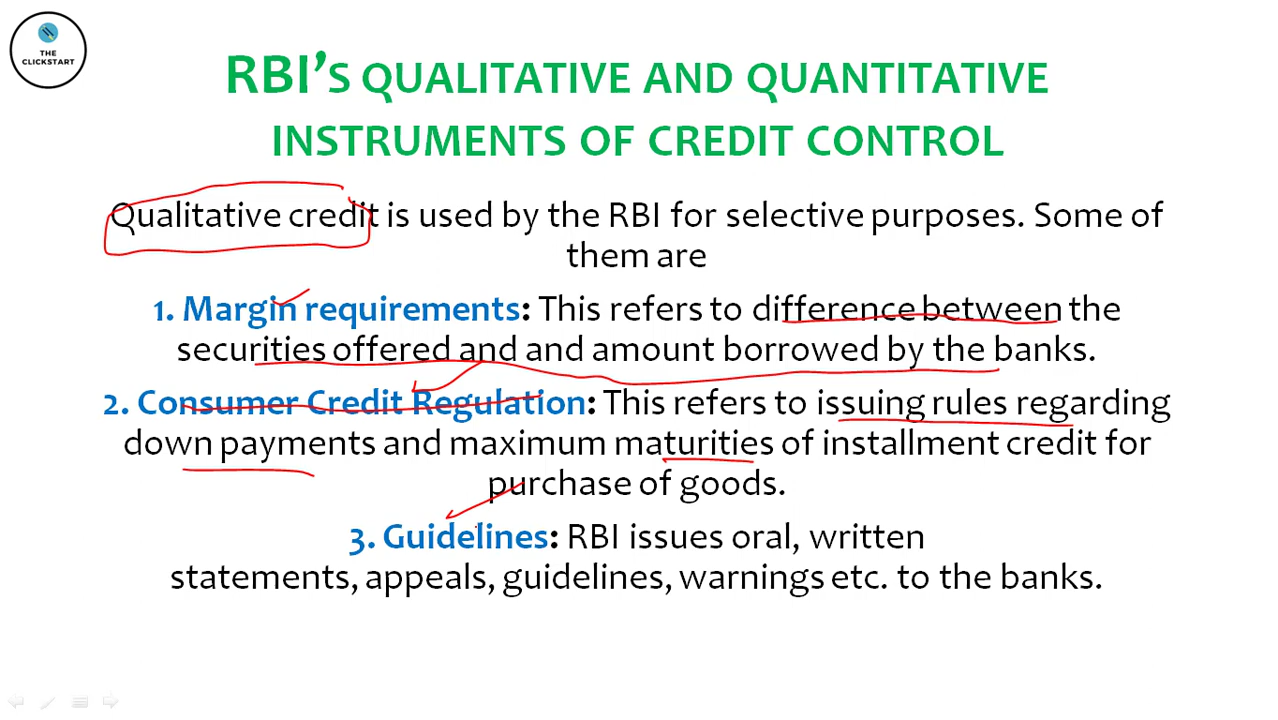 THE
CLICKSTART
RBI’S QUALITATIVE AND QUANTITATIVE
INSTRUMENTS OF CREDIT CONTROL
Qualitative credit is used by the RBI for selective purposes. Some of
them are
1. Margin requirements: This refers to difference between the
securities offered and and amount borrowed by the banks.
2. Consumer Credit Regulation: This refers to issuing rules regarding
down payments and maximum maturities of installment credit for
purchase of goods.
3. Guidelines: RBI issues oral, written
statements, appeals, guidelines, warnings etc. to the banks.